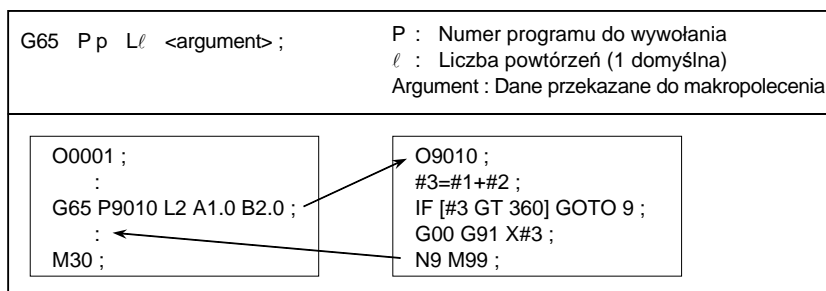 G65 P p Lℓ <argument> ;
P : Numer programu do wywołania
ℓ : Liczba powtórzeń (1 domyślna)
Argument : Dane przekazane do makropolecenia
O0001 ;
:
G65 P9010 L2 A1.0 B2.0 ;
:
M30 ;
O9010 ;
#3=#1+#2 ;
IF [#3 GT 360] GOTO 9 ;
G00 G91 X#3 ;
N9 M99 ;